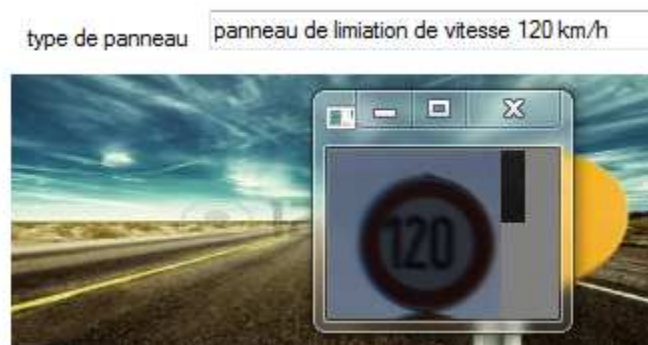 type de panneau
panneau de limiation de vitesse 120 km/h
120